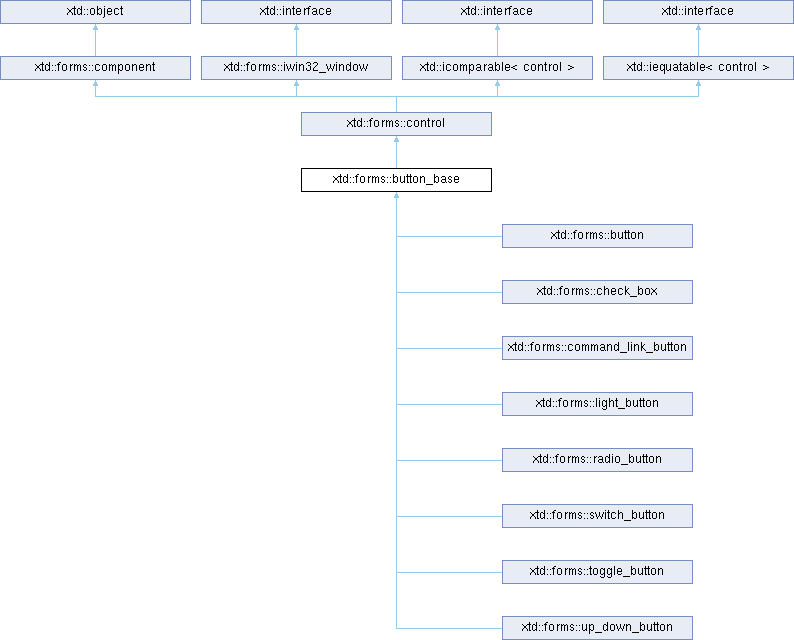 xtd::object
xtd::interface
xtd::interface
xtd::interface
xtd::forms::component
xtd::forms::iwin32_window
xtd::icomparable< control >
xtd::iequatable< control >
xtd::forms::control
xtd::forms::button_base
xtd::forms::button
xtd::forms::check_box
xtd::forms::command_link_button
xtd::forms::light_button
xtd::forms::radio_button
xtd::forms::switch_button
xtd::forms::toggle_button
xtd::forms::up_down_button